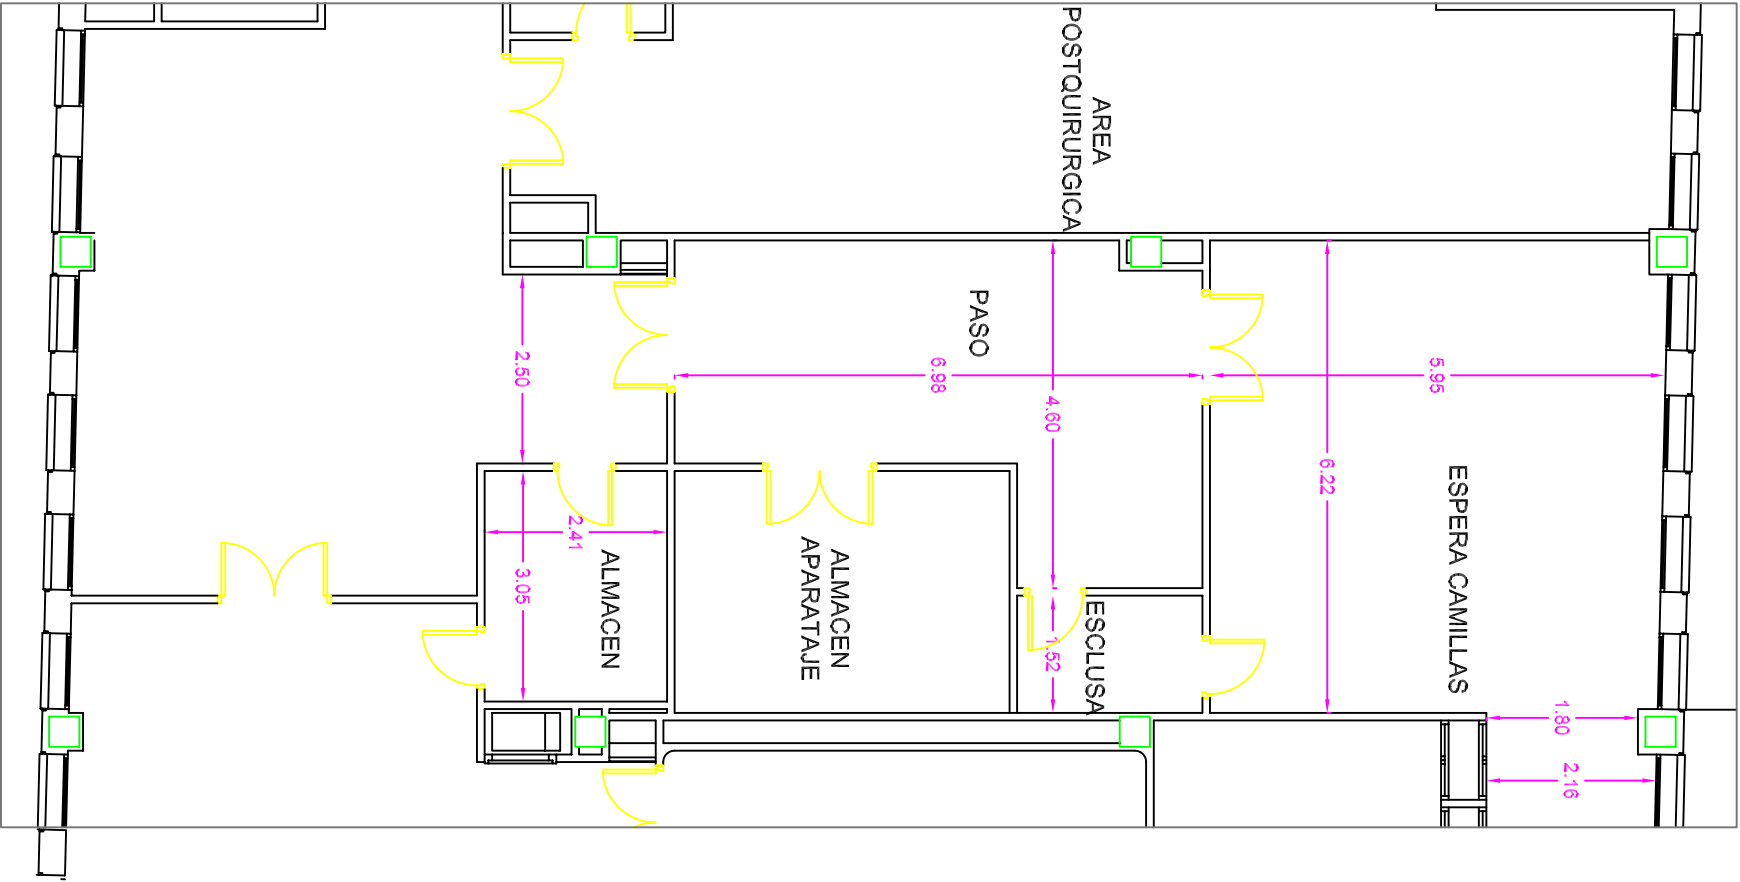 AREA
POSTQUIRURGICA
PASO
2.50
6.98
4.60
5.95
6.22
ESPERA CAMILLAS
2.41
3.05
ALMACEN
ALMACEN
APARATAJE
ESCLUSA
1.52
1.80
2.16